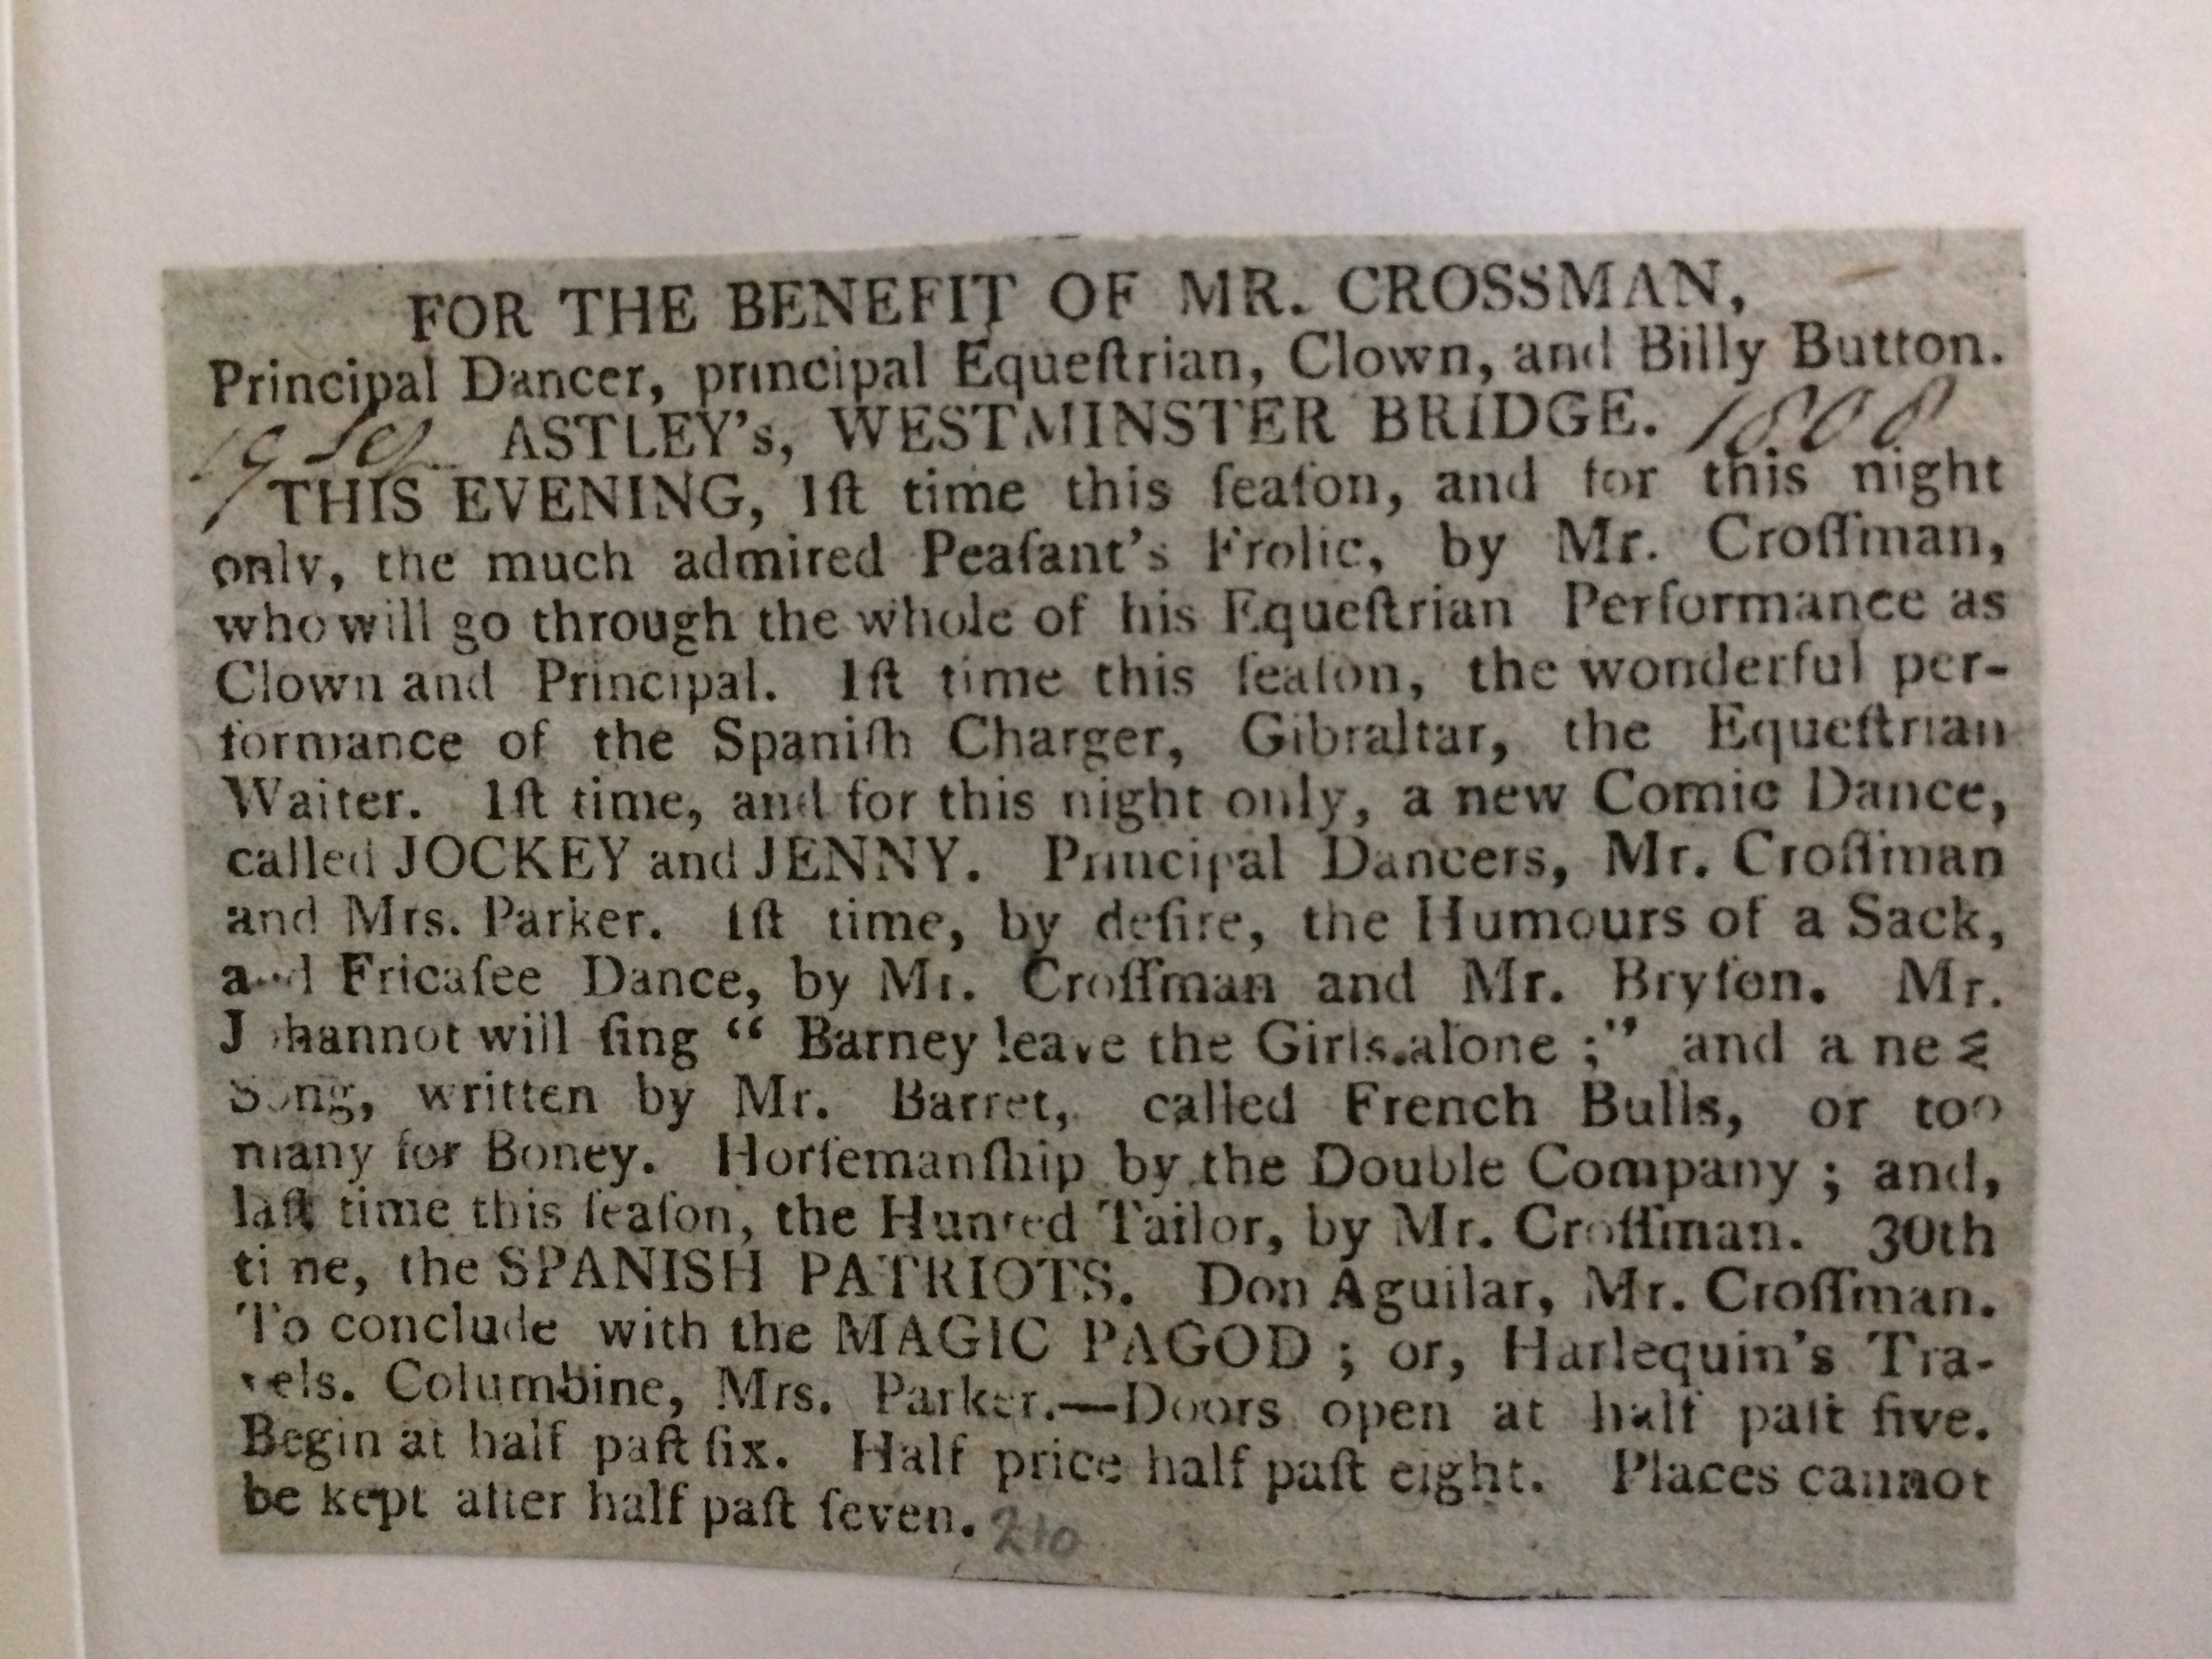 FOR THE BENEFIT OF MR. CROSSMAN,
Principal Dancer, principal Equeſtrian, Clown, and Billy Button.
19 Sep ASTLEY's, WESTMINSTER BRIDGE. 1808
THIS EVENING, 1ſt time this ſeaſon, and for this night
only, the much admired Peaſant's Frolic, by Mr. Croſſman,
who will go through the whole of his Equeſtrian Performance as
Clown and Principal. 1ſt time this ſeaſon, the wonderful per-
formance of the Spaniſh Charger, Gibraltar, the Equeſtrian
Waiter. 1ſt time, and for this night only, a new Comic Dance,
called JOCKEY and JENNY. Principal Dancers, Mr. Croſſman
and Mrs. Parker. 1ſt time, by deſire, the Humours of a Sack,
and Fricaſee Dance, by Mr. Croſſman and Mr. Bryſon. Mr.
Johannot will ſing “ Barney leave the Girls alone ;” and a new
Song, written by Mr. Barret, called French Bulls, or too
many for Boney. Horſemanſhip by the Double Company ; and,
laſt time this ſeaſon, the Hunted Tailor, by Mr. Croſſman. 30th
time, the SPANISH PATRIOTS. Don Aguilar, Mr. Croſſman.
To conclude with the MAGIC PAGOD ; or, Harlequin's Tra-
vels. Columbine, Mrs. Parker.—Doors open at half paſt five.
Begin at half paſt ſix. Half price half paſt eight. Places cannot
be kept after half paſt ſeven. 210